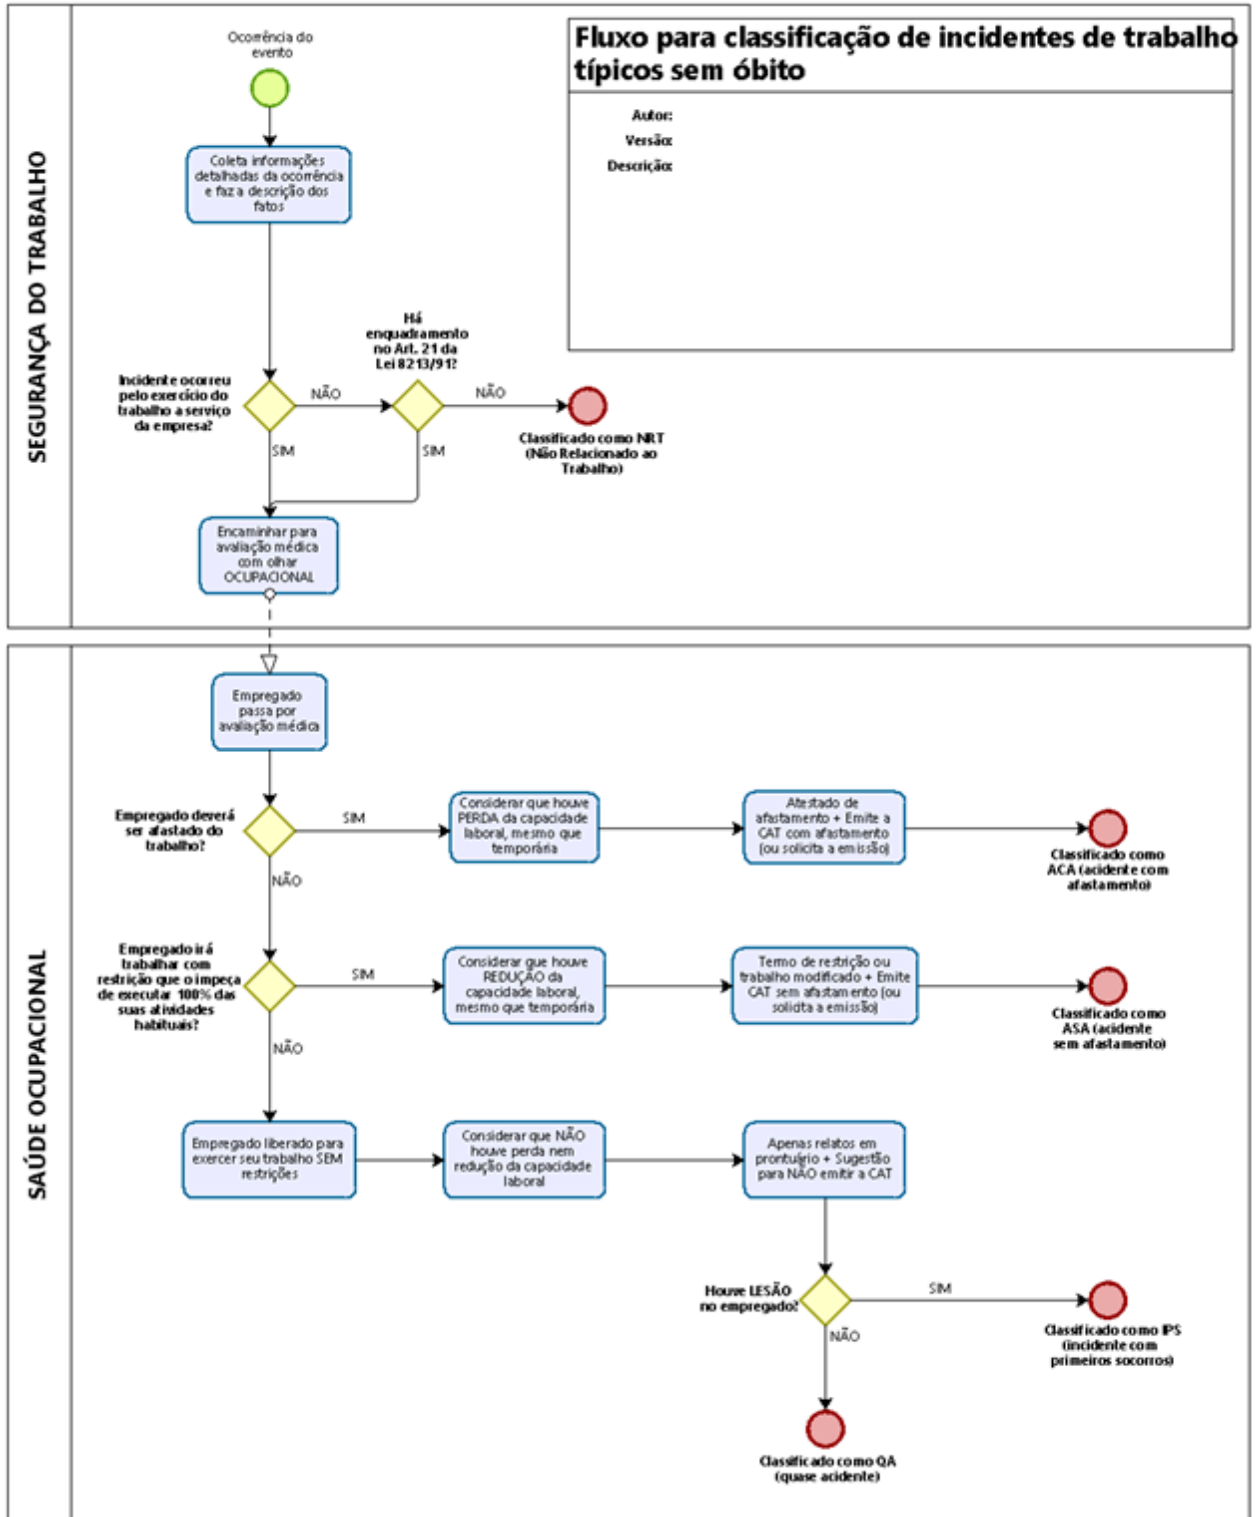 Fluxo para classificação de incidentes de trabalho
típicos sem óbito
Autor:
Versão:
Descrição:
SEGURANÇA DO TRABALHO
Ocorrência do
evento
Coleta informações
detalhadas da ocorrência
e faz a descrição dos
fatos
Incidente ocorreu
pelo exercício do
trabalho a serviço
da empresa?
NÃO
SIM
Há
enquadramento
no Art. 21 da
Lei 8213/91?
NÃO
SIM
Classificado como NRT
(Não Relacionado ao
Trabalho)
Encaminhar para
avaliação médica
com olhar
OCUPACIONAL
SAÚDE OCUPACIONAL
Empregado
passa por
avaliação médica
Empregado deverá
ser afastado do
trabalho?
SIM
NÃO
Considerar que houve
PERDA da capacidade
laboral, mesmo que
temporária
Atestado de
afastamento + Emite a
CAT com afastamento
(ou solicita a emissão)
Classificado como
ACA (acidente com
afastamento)
Empregado irá
trabalhar com
restrição que o impeça
de executar 100% das
suas atividades
habituais?
SIM
NÃO
Considerar que houve
REDUÇÃO da
capacidade laboral,
mesmo que temporária
Termo de restrição ou
trabalho modificado + Emite
CAT sem afastamento (ou
solicita a emissão)
Classificado como
ASA (acidente
sem afastamento)
Empregado liberado para
exercer seu trabalho SEM
restrições
Considerar que NÃO
houve perda nem
redução da capacidade
laboral
Apenas relatos em
prontuário + Sugestão
para NÃO emitir a CAT
Houve LESÃO
no empregado?
SIM
NÃO
Classificado como IPS
(incidente com
primeiros socorros)
Classificado como QA
(quase acidente)